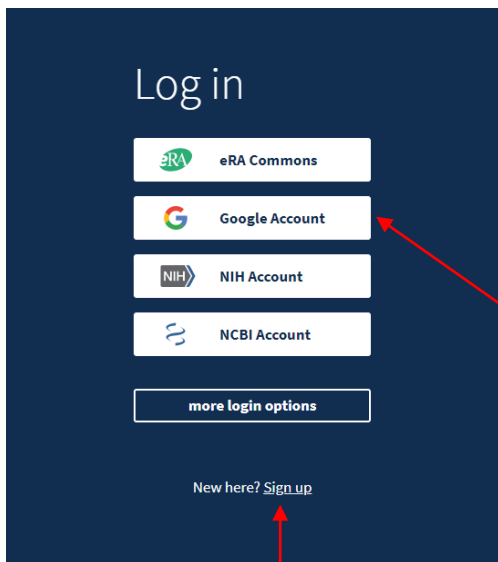 Log in
eRA eRA Commons
Google Account
NIH NIH Account
NCBI Account
more login options
New here? Sign up